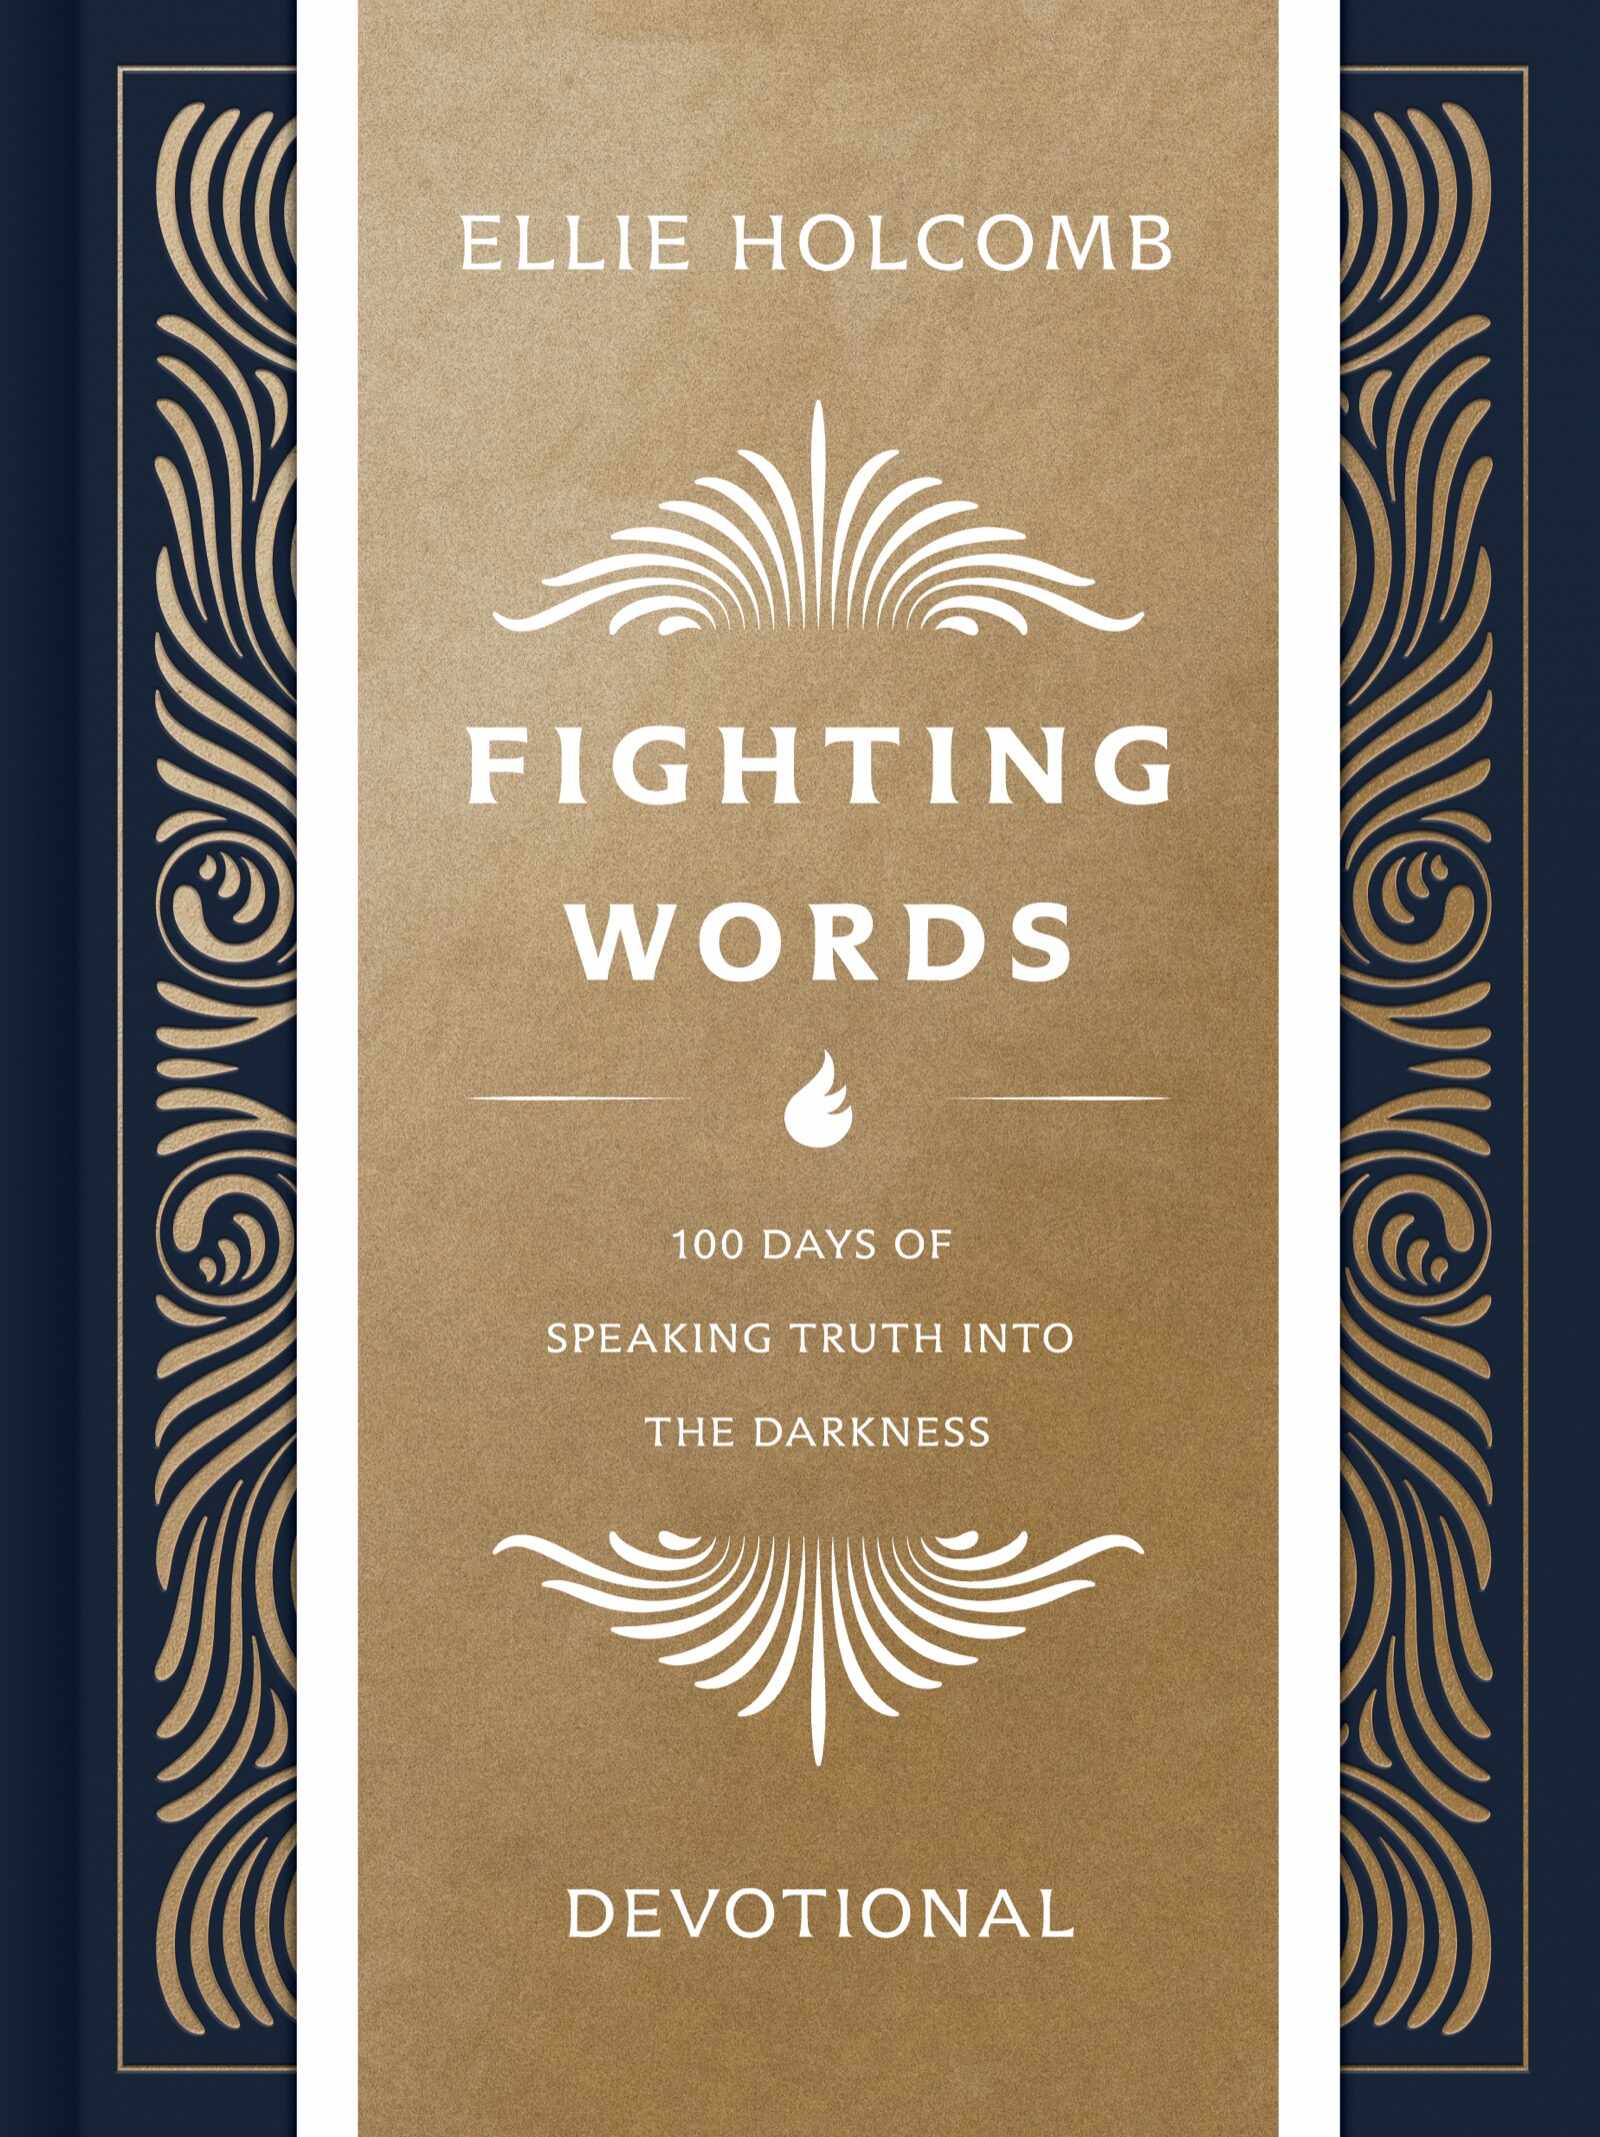 ELLIE HOLCOMB
FIGHTING
WORDS
100 DAYS OF
SPEAKING TRUTH INTO
THE DARKNESS
DEVOTIONAL